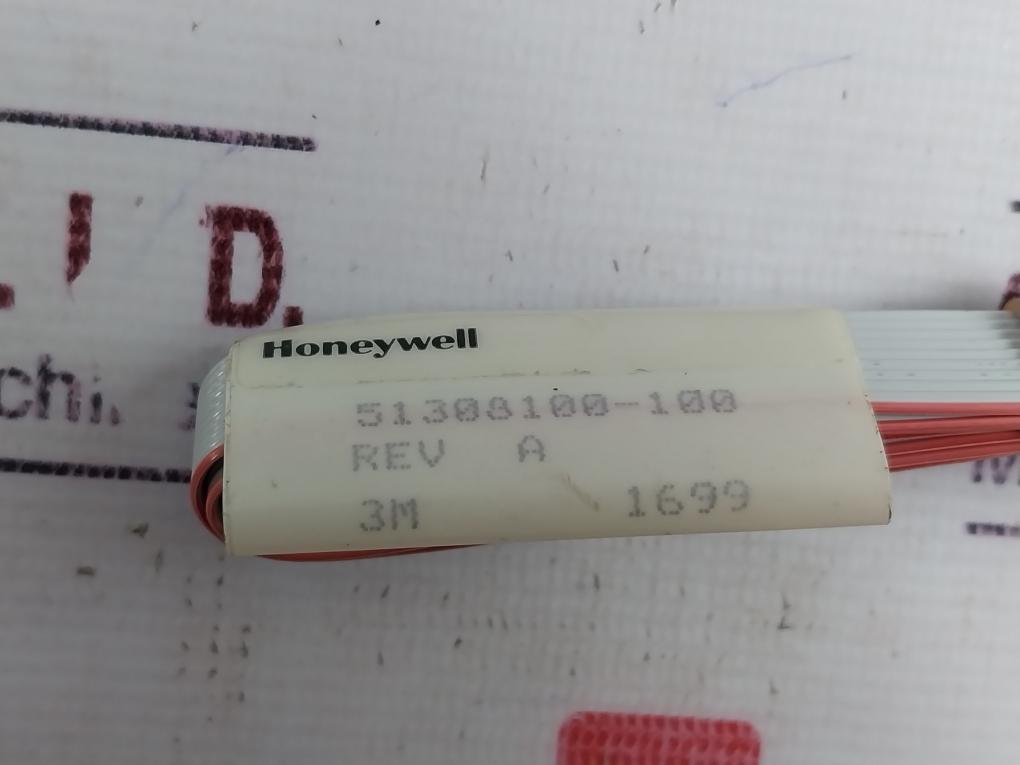 D.
Honeywell
51308100-100
REV A
3M 1699